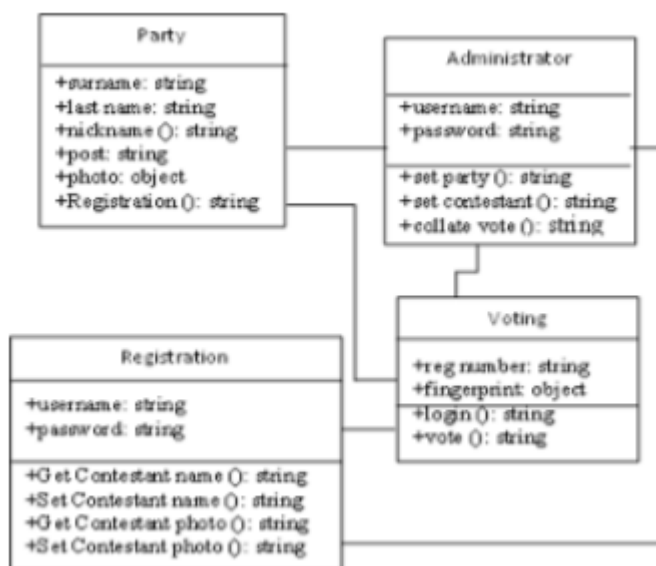 Party
+surname: string
+last name: string
+nickname (): string
+post: string
+photo: object
+Registration (): string
Administrator
+username: string
+password: string
+set party (): string
+set contestant (): string
+collate vote (): string
Voting
+reg number: string
+fingerprint: object
+login (): string
+vote (): string
Registration
+username: string
+password: string
+Get Contestant name (): string
+Set Contestant name (): string
+Get Contestant photo (): string
+Set Contestant photo (): string